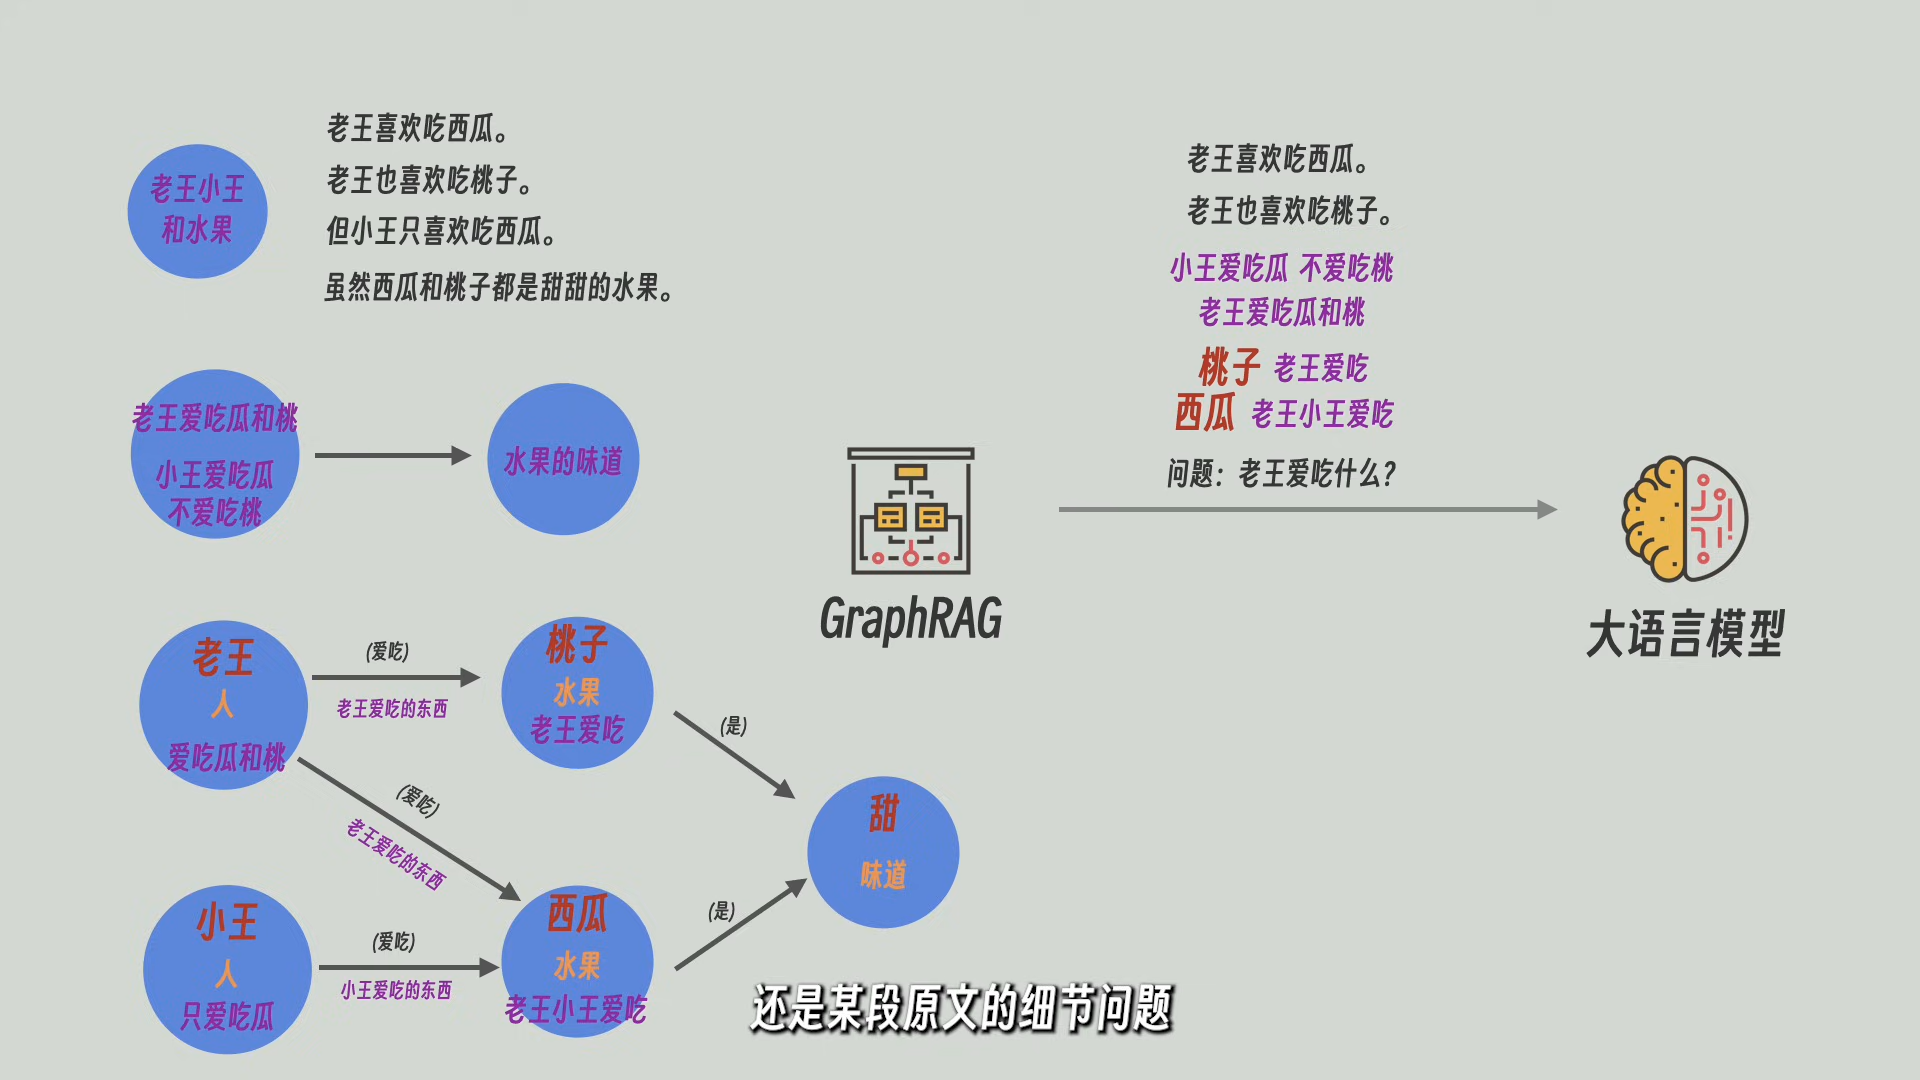 老王小王
和水果
老王喜欢吃西瓜。
老王也喜欢吃桃子。
但小王只喜欢吃西瓜。
虽然西瓜和桃子都是甜甜的水果。
老王爱吃瓜和桃
小王爱吃瓜
不爱吃桃
水果的味道
老王
人
爱吃瓜和桃
(爱吃)
老王爱吃的东西
桃子
水果
老王爱吃
(爱吃)
老王爱吃的东西
小王
人
只爱吃瓜
(爱吃)
小王爱吃的东西
西瓜
水果
老王小王爱吃
(是)
(是)
甜
味道
GraphRAG
老王喜欢吃西瓜。
老王也喜欢吃桃子。
小王爱吃瓜 不爱吃桃
老王爱吃瓜和桃
桃子 老王爱吃
西瓜 老王小王爱吃
问题：老王爱吃什么？
大语言模型
还是某段原文的细节问题